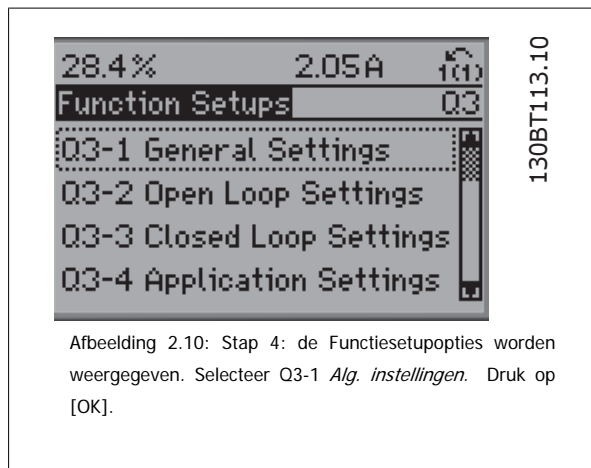 28.4% 2.05A 1(1)
Function Setups Q3
Q3-1 General Settings
Q3-2 Open Loop Settings
Q3-3 Closed Loop Settings
Q3-4 Application Settings
130BT113.10
Afbeelding 2.10: Stap 4: de Functiesetupopties worden
weergegeven. Selecteer Q3-1 Alg. instellingen. Druk op
[OK].